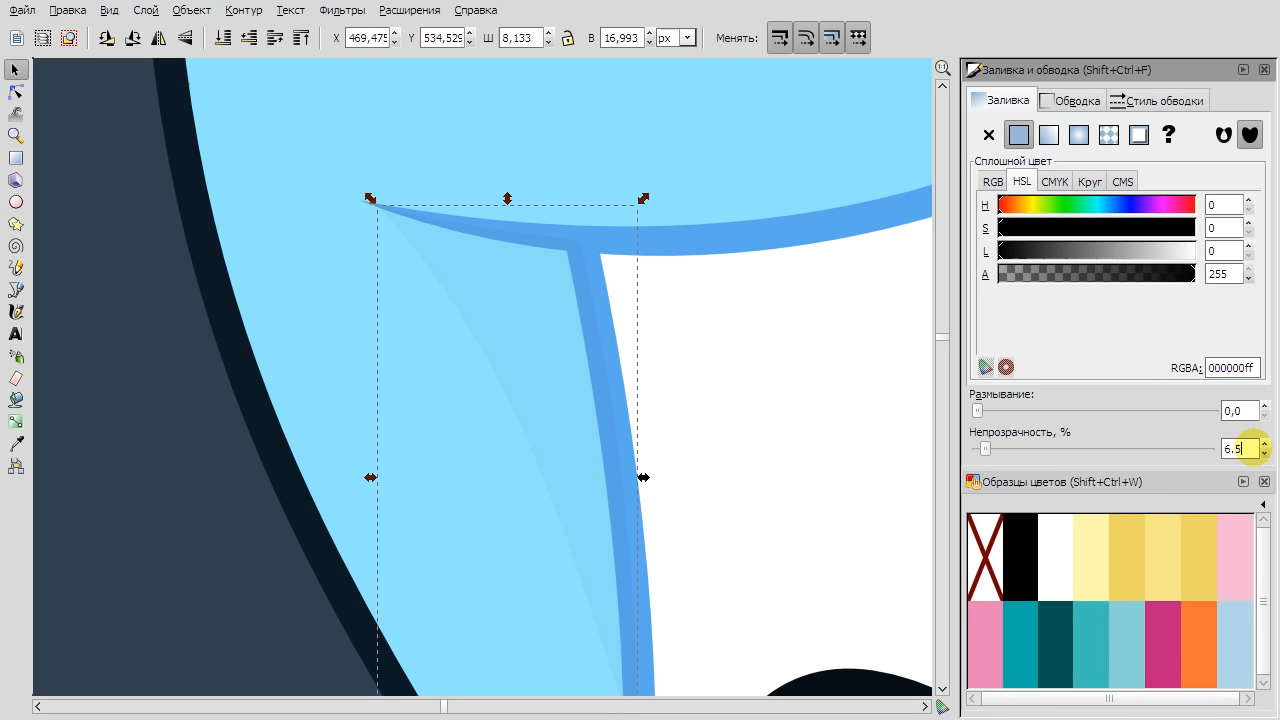 Файл Правка Вид Слой Объект Контур Текст Фильтры Расширения Справка
X 469,475 Y 534,529 Ш 8,133 В 16,993 px Менять:
1:1
Заливка и обводка (Shift+Ctrl+F)
Заливка Обводка Стиль обводки
?
Сплошной цвет
RGB HSL CMYK Круг CMS
H 0
S 0
L 0
A 255
RGBA: 000000ff
Размывание:
0,0
Непрозрачность, %
6.5
Образцы цветов (Shift+Ctrl+W)